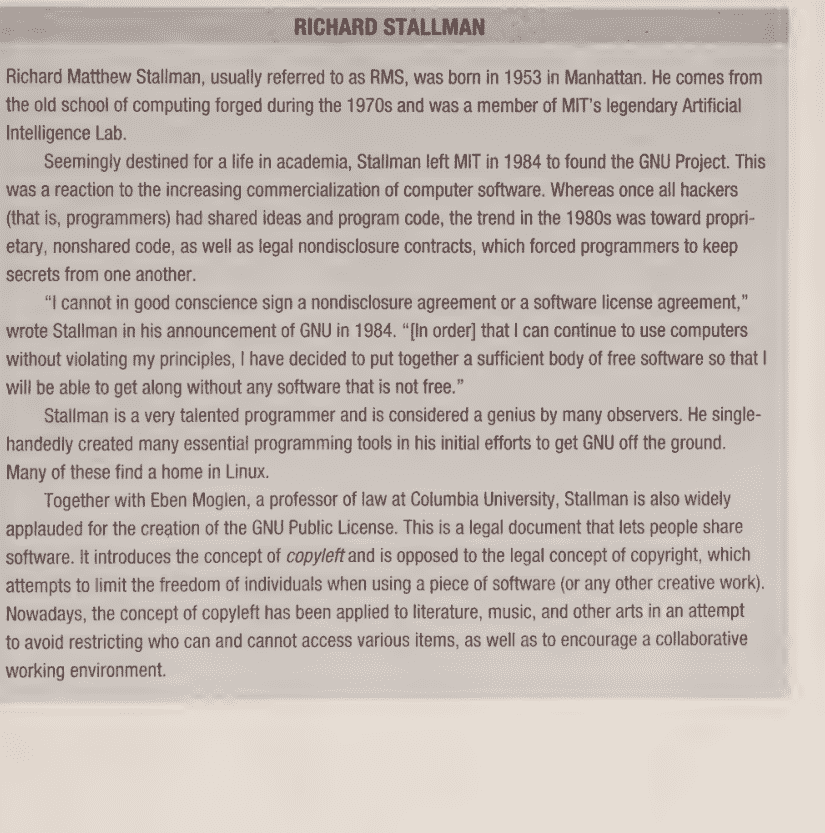 RICHARD STALLMAN
Richard Matthew Stallman, usually referred to as RMS, was born in 1953 in Manhattan. He comes from
the old school of computing forged during the 1970s and was a member of MIT's legendary Artificial
Intelligence Lab.
Seemingly destined for a life in academia, Stallman left MIT in 1984 to found the GNU Project. This
was a reaction to the increasing commercialization of computer software. Whereas once all hackers
(that is, programmers) had shared ideas and program code, the trend in the 1980s was toward propri-
etary, nonshared code, as well as legal nondisclosure contracts, which forced programmers to keep
secrets from one another.
“I cannot in good conscience sign a nondisclosure agreement or a software license agreement,”
wrote Stallman in his announcement of GNU in 1984. “[In order] that I can continue to use computers
without violating my principles, I have decided to put together a sufficient body of free software so that I
will be able to get along without any software that is not free.”
Stallman is a very talented programmer and is considered a genius by many observers. He single-
handedly created many essential programming tools in his initial efforts to get GNU off the ground.
Many of these find a home in Linux.
Together with Eben Moglen, a professor of law at Columbia University, Stallman is also widely
applauded for the creation of the GNU Public License. This is a legal document that lets people share
software. It introduces the concept of copyleft and is opposed to the legal concept of copyright, which
attempts to limit the freedom of individuals when using a piece of software (or any other creative work).
Nowadays, the concept of copyleft has been applied to literature, music, and other arts in an attempt
to avoid restricting who can and cannot access various items, as well as to encourage a collaborative
working environment.